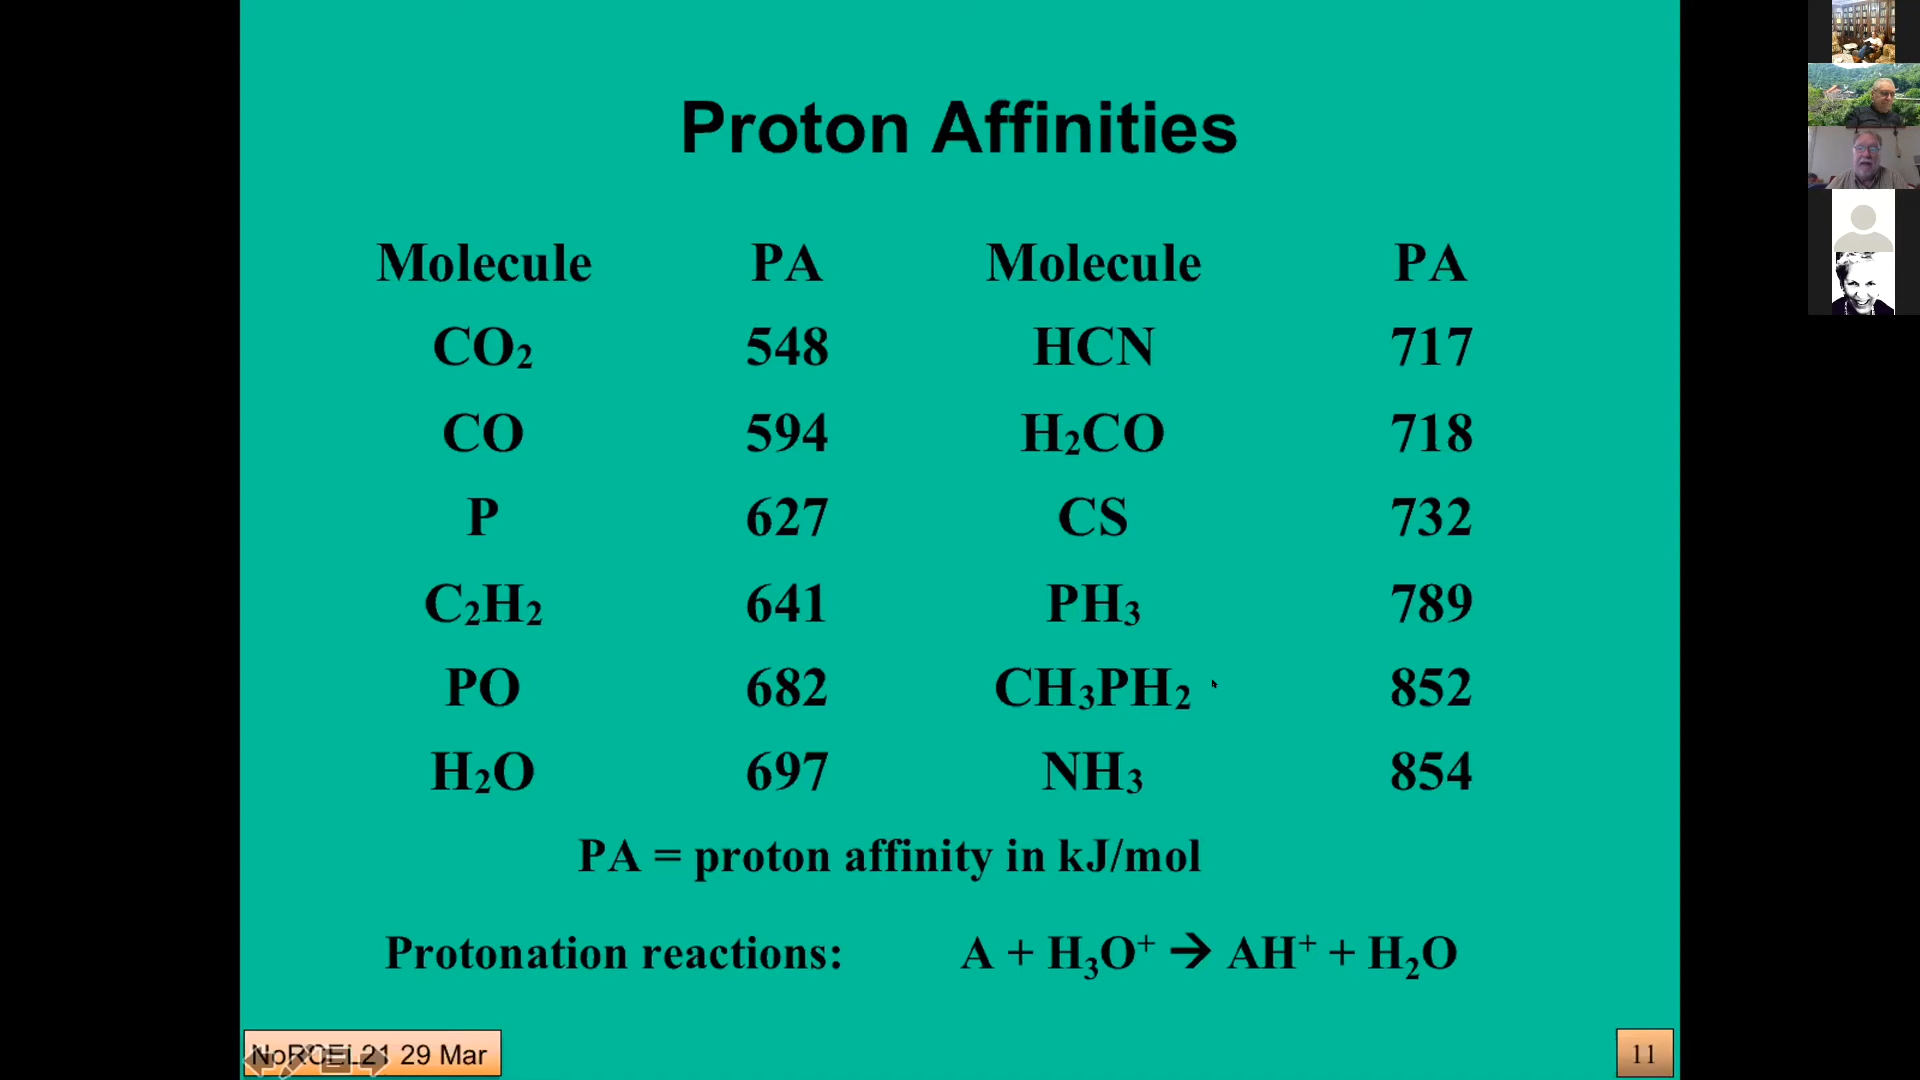 Proton Affinities
Molecule PA Molecule PA
CO₂ 548 HCN 717
CO 594 H₂CO 718
P 627 CS 732
C₂H₂ 641 PH₃ 789
PO 682 CH₃PH₂ 852
H₂O 697 NH₃ 854
PA = proton affinity in kJ/mol
Protonation reactions: A + H₃O⁺ → AH⁺ + H₂O
NoRCEL21 29 Mar 11